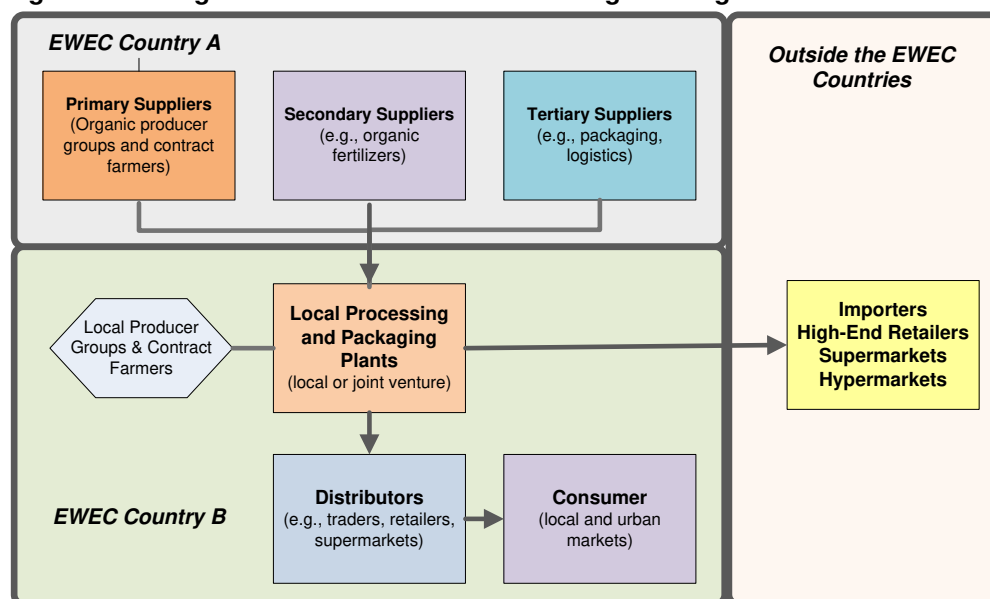 EWEC Country A
Outside the EWEC
Countries
Primary Suppliers
(Organic producer
groups and contract
farmers)
Secondary Suppliers
(e.g., organic
fertilizers)
Tertiary Suppliers
(e.g., packaging,
logistics)
Local Producer
Groups & Contract
Farmers
Local Processing
and Packaging
Plants
(local or joint venture)
Importers
High-End Retailers
Supermarkets
Hypermarkets
EWEC Country B
Distributors
(e.g., traders, retailers,
supermarkets)
Consumer
(local and urban
markets)